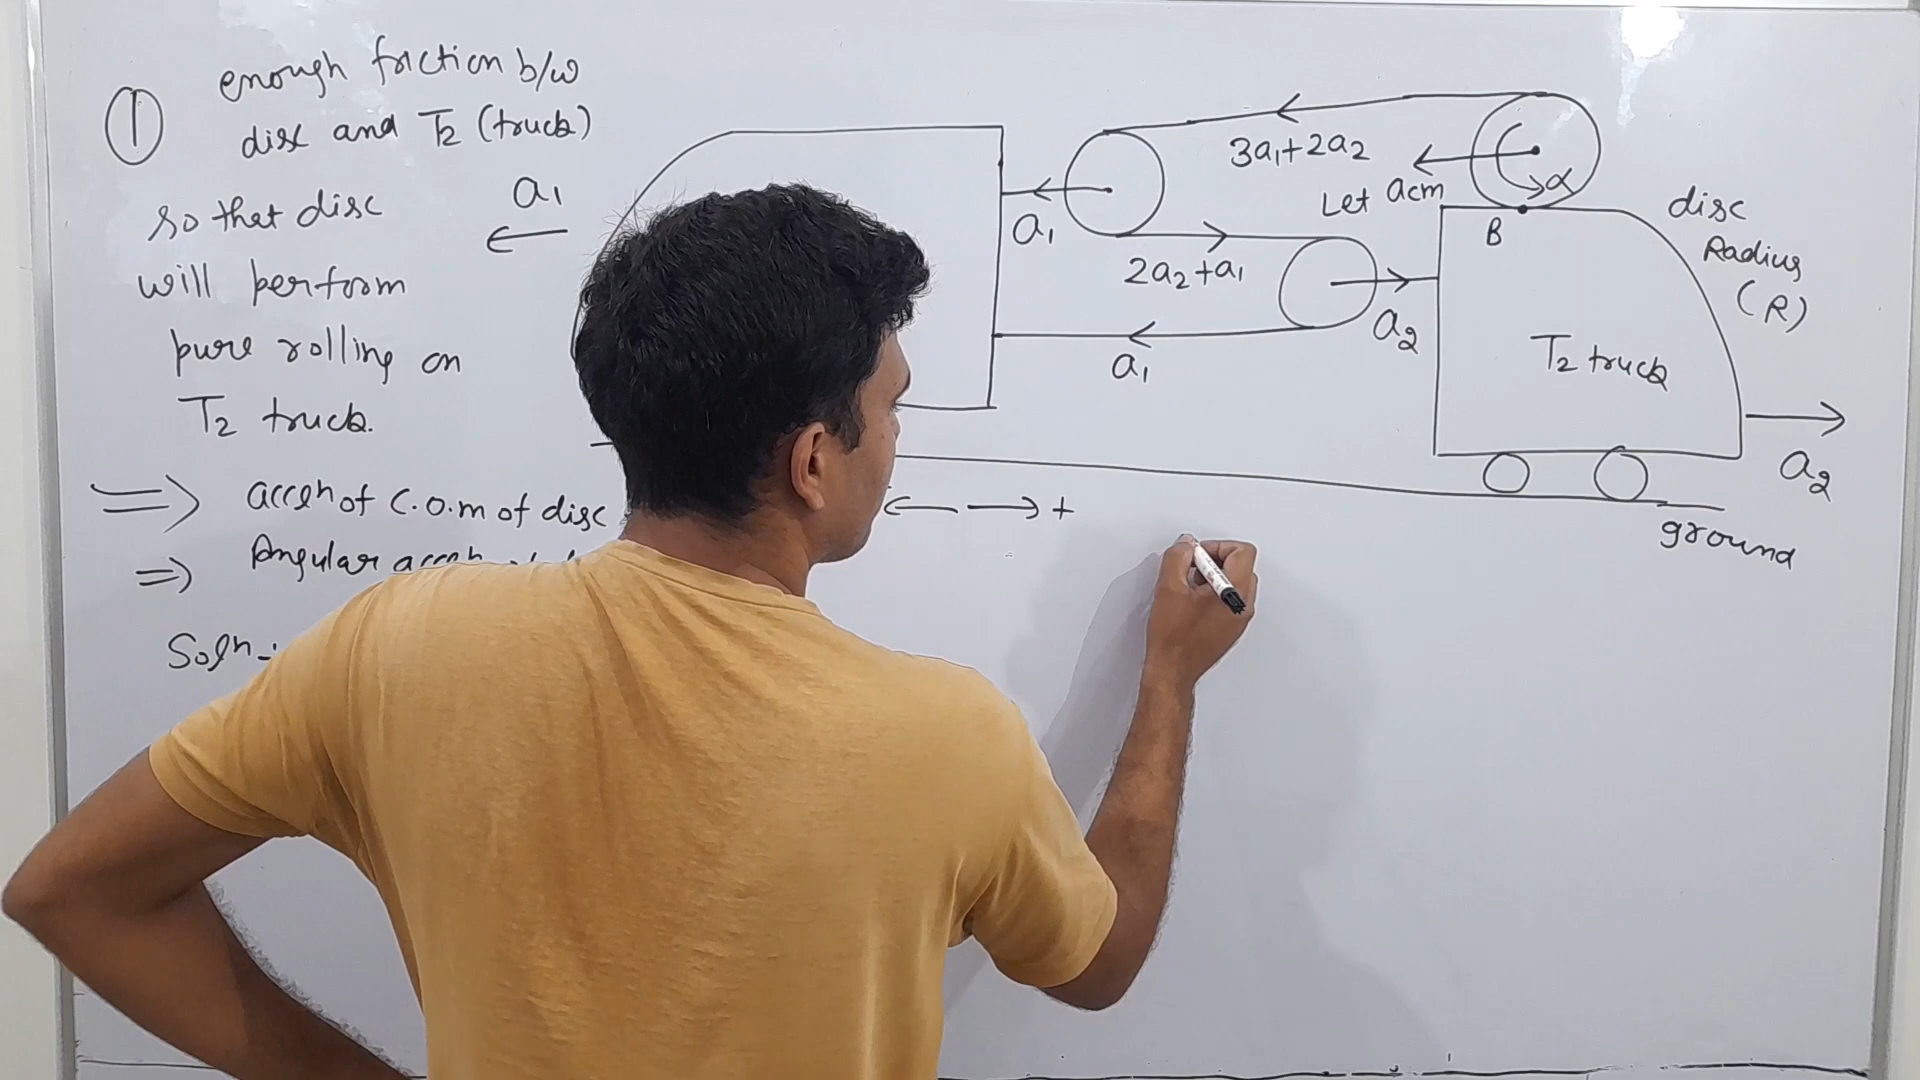 ① enough friction b/w
disc and T2 (truck)
so that disc
will perform
pure rolling on
T2 truck.
a1
a1
3a1+2a2
Let acm
α
B
disc
Radius
(R)
2a2+a1
a2
a1
T2 truck
a2
ground
⇒ acceln of C.O.m of disc
← → +
⇒ Angular acceln
Soln -: